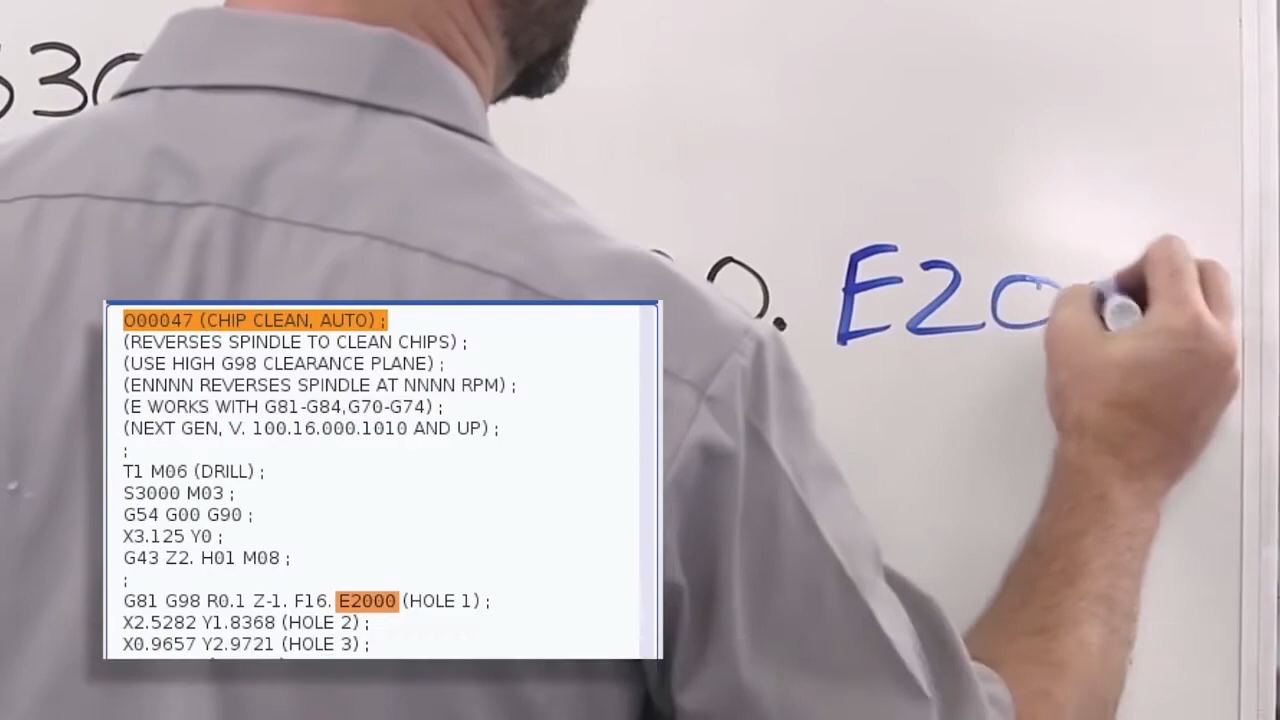 530
0. E20
O00047 (CHIP CLEAN, AUTO) ;
(REVERSES SPINDLE TO CLEAN CHIPS) ;
(USE HIGH G98 CLEARANCE PLANE) ;
(ENNNN REVERSES SPINDLE AT NNNN RPM) ;
(E WORKS WITH G81-G84,G70-G74) ;
(NEXT GEN, V. 100.16.000.1010 AND UP) ;
;
T1 M06 (DRILL) ;
S3000 M03 ;
G54 G00 G90 ;
X3.125 Y0 ;
G43 Z2. H01 M08 ;
;
G81 G98 R0.1 Z-1. F16. E2000 (HOLE 1) ;
X2.5282 Y1.8368 (HOLE 2) ;
X0.9657 Y2.9721 (HOLE 3) ;